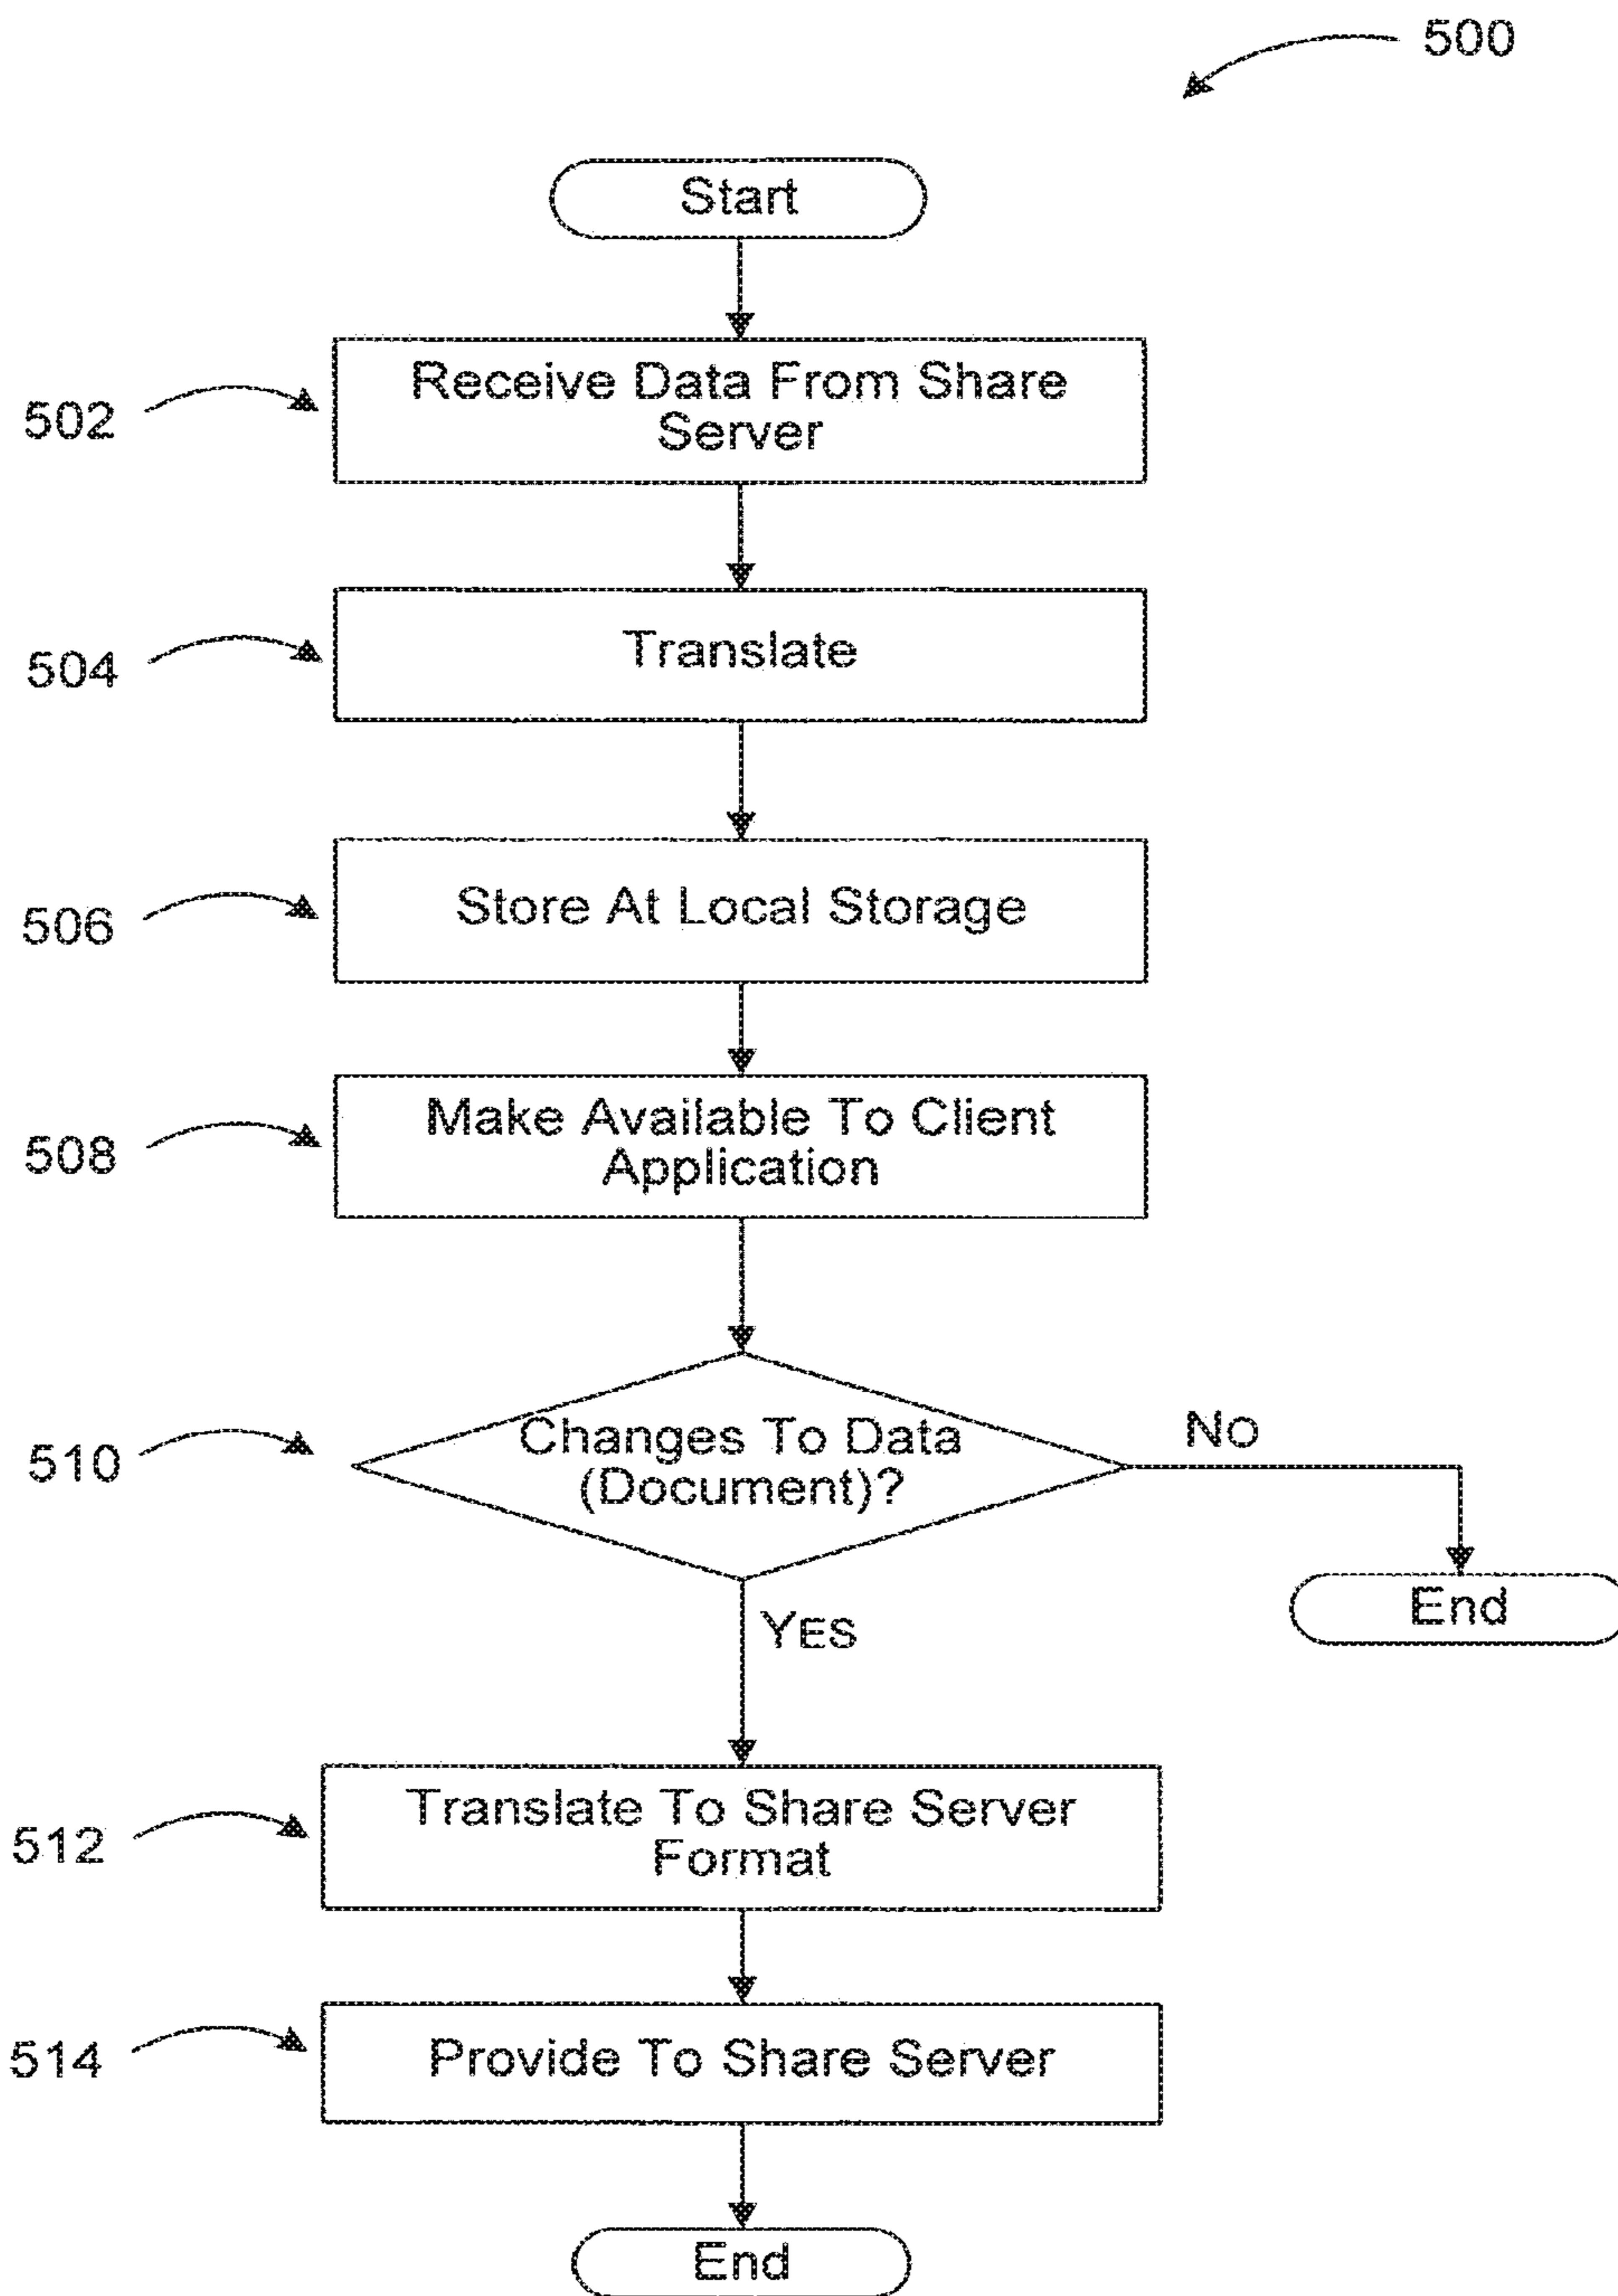 500
Start
502
Receive Data From Share
Server
504
Translate
506
Store At Local Storage
508
Make Available To Client
Application
510
Changes To Data
(Document)?
No
End
YES
512
Translate To Share Server
Format
514
Provide To Share Server
End